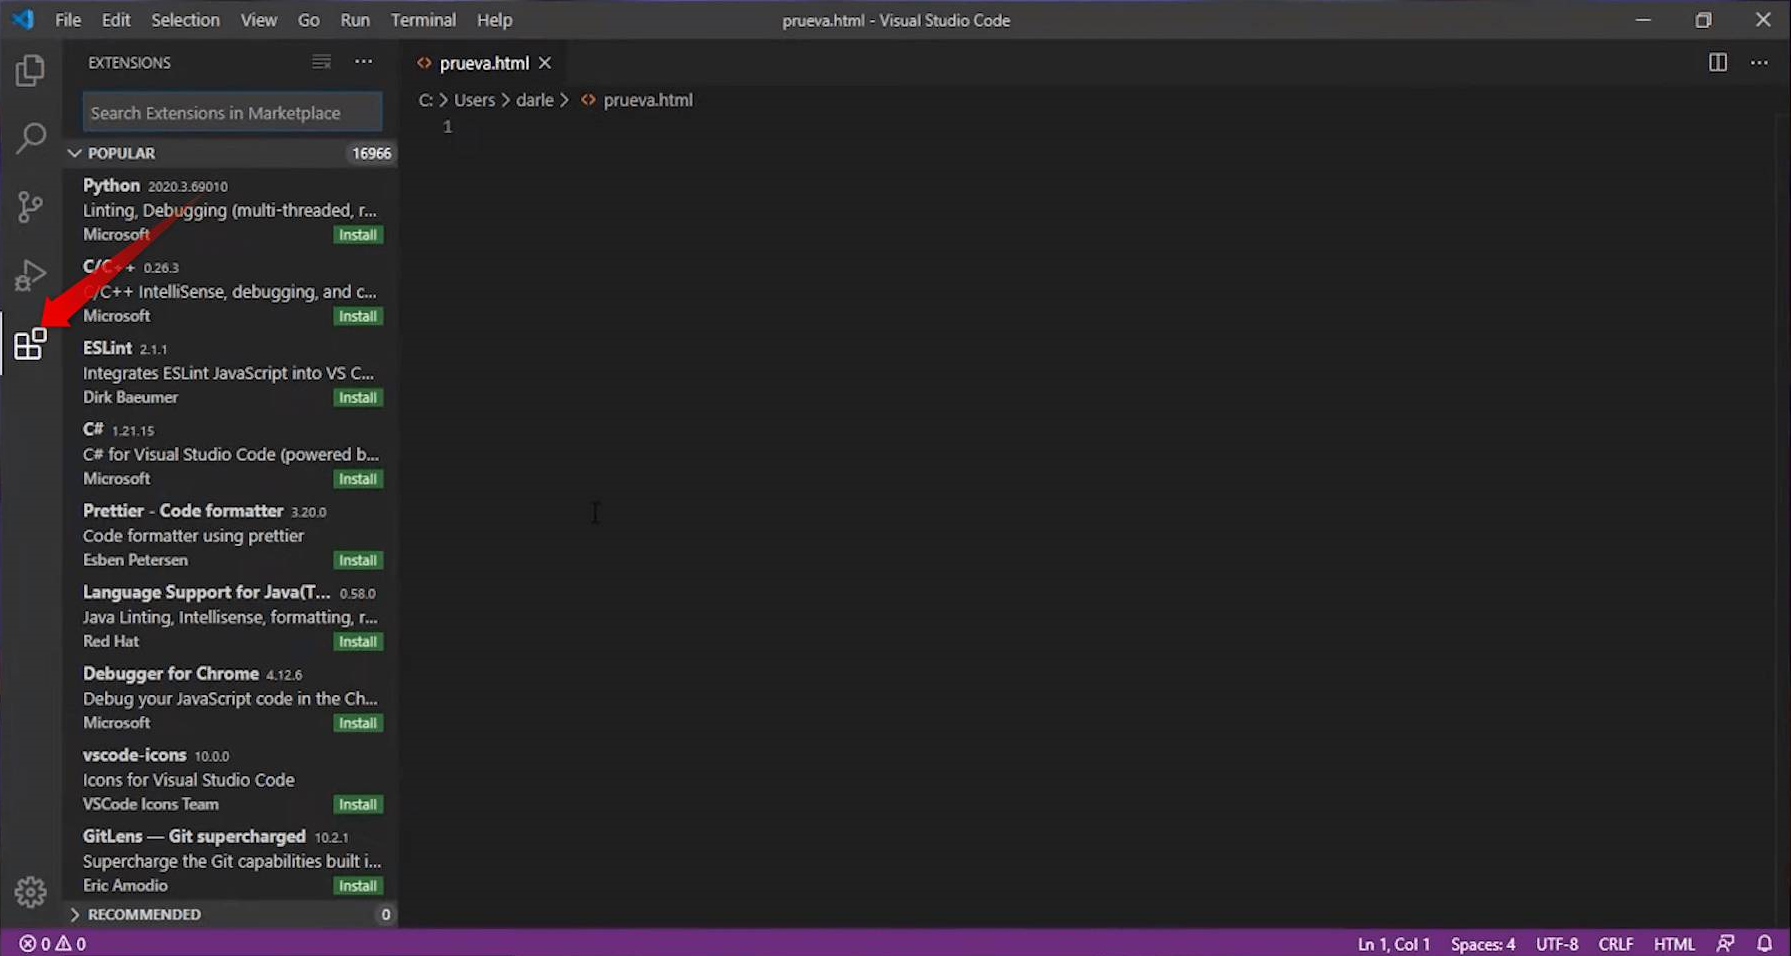 File Edit Selection View Go Run Terminal Help prueva.html - Visual Studio Code
EXTENSIONS
prueva.html
Search Extensions in Marketplace
C: > Users > darle > prueva.html
1
POPULAR 16966
Python 2020.3.69010
Linting, Debugging (multi-threaded, r...
Microsoft Install
C/C++ 0.26.3
C/C++ IntelliSense, debugging, and c...
Microsoft Install
ESLint 2.1.1
Integrates ESLint JavaScript into VS C...
Dirk Baeumer Install
C# 1.21.15
C# for Visual Studio Code (powered b...
Microsoft Install
Prettier - Code formatter 3.20.0
Code formatter using prettier
Esben Petersen Install
Language Support for Java(T... 0.58.0
Java Linting, Intellisense, formatting, r...
Red Hat Install
Debugger for Chrome 4.12.6
Debug your JavaScript code in the Ch...
Microsoft Install
vscode-icons 10.0.0
Icons for Visual Studio Code
VSCode Icons Team Install
GitLens — Git supercharged 10.2.1
Supercharge the Git capabilities built i...
Eric Amodio Install
RECOMMENDED 0
0 0 Ln 1, Col 1 Spaces: 4 UTF-8 CRLF HTML